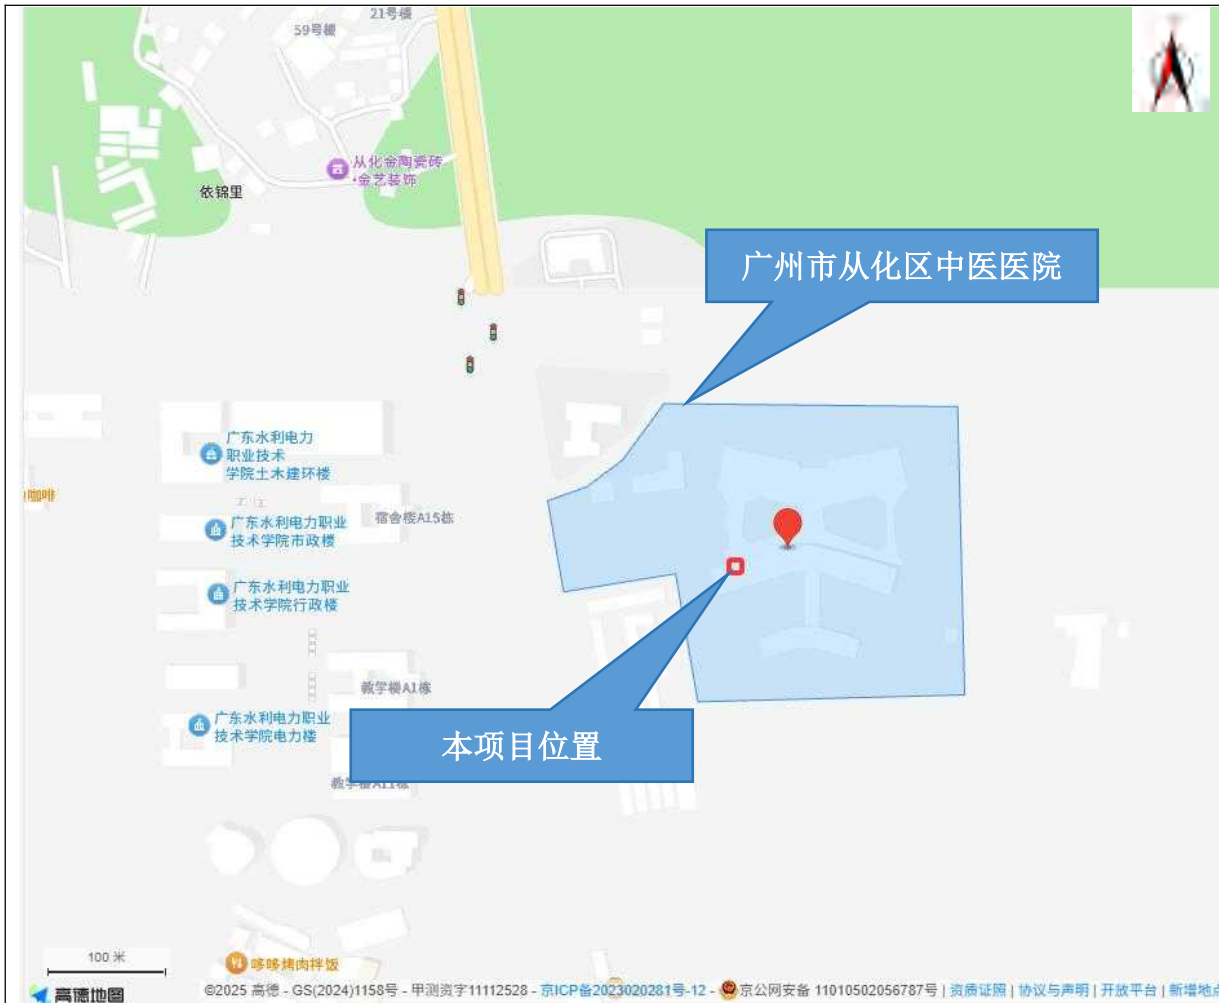 21号楼
59号楼
从化金陶瓷砖
·金艺装饰
依锦里
广州市从化区中医医院
广东水利电力
职业技术
学院土木建环楼
咖啡
广东水利电力职业
技术学院市政楼
宿舍楼A15栋
广东水利电力职业
技术学院行政楼
教学楼A1栋
广东水利电力职业
技术学院电力楼
本项目位置
教学楼A11栋
100 米
哆哆烤肉拌饭
高德地图
©2025 高德 - GS(2024)1158号 - 甲测资字11112528 - 京ICP备2023020281号-12 - 京公网安备 11010502056787号 | 资质证照 | 协议与声明 | 开放平台 | 新增地点